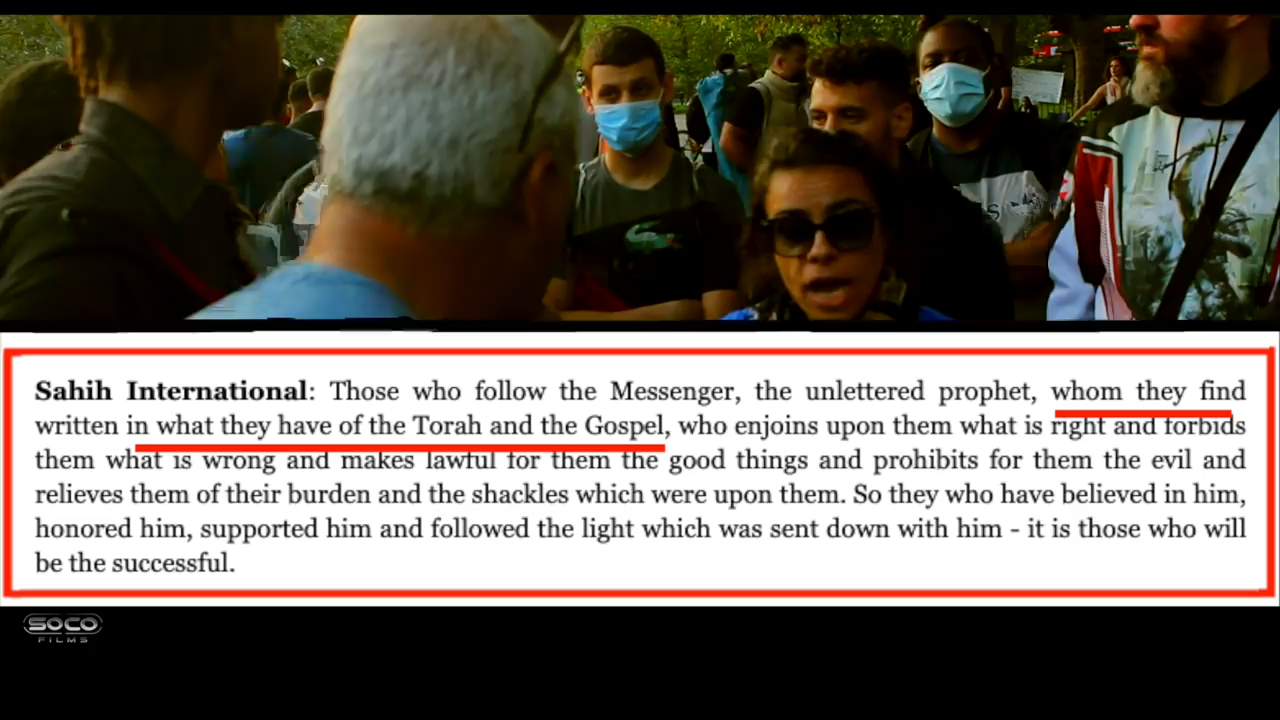 Sahih International: Those who follow the Messenger, the unlettered prophet, whom they find
written in what they have of the Torah and the Gospel, who enjoins upon them what is right and forbids
them what is wrong and makes lawful for them the good things and prohibits for them the evil and
relieves them of their burden and the shackles which were upon them. So they who have believed in him,
honored him, supported him and followed the light which was sent down with him - it is those who will
be the successful.
SOCO
FILMS